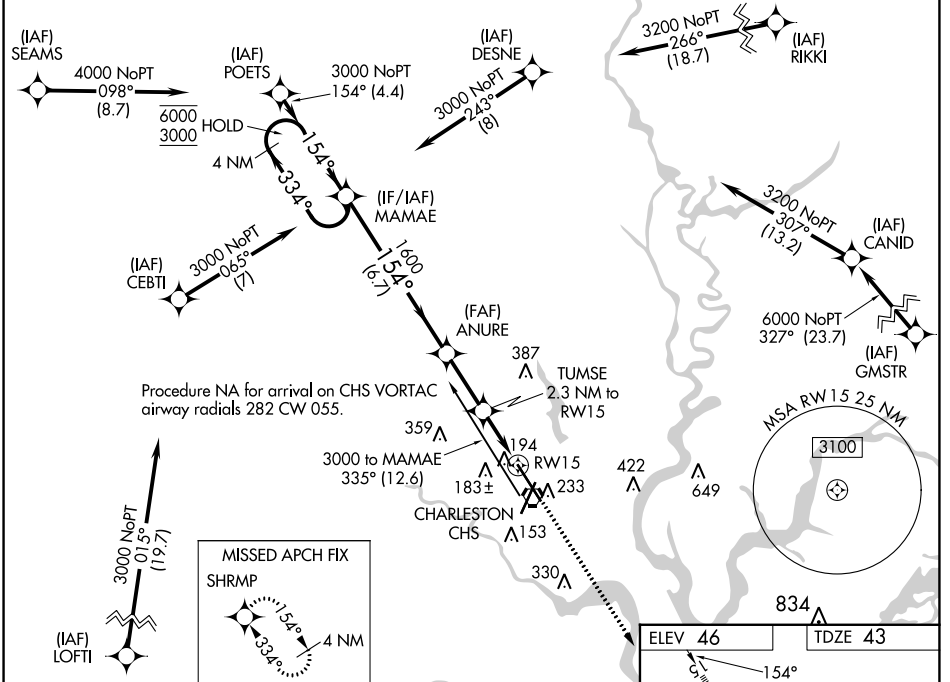 (IAF)
SEAMS
4000 NoPT
098°
(8.7)
(IAF)
POETS
3000 NoPT
154° (4.4)
6000
3000
HOLD
4 NM
154°
334°
(IF/IAF)
MAMAE
(IAF)
DESNE
3000 NoPT
243°
(8)
3200 NoPT
266°
(18.7)
(IAF)
RIKKI
3200 NoPT
307°
(13.2)
(IAF)
CANID
6000 NoPT
327° (23.7)
(IAF)
GMSTR
(IAF)
CEBTI
3000 NoPT
065°
(7)
1600
154°
(6.7)
(FAF)
ANURE
387
TUMSE
2.3 NM to
RW15
Procedure NA for arrival on CHS VORTAC
airway radials 282 CW 055.
359
3000 to MAMAE
335° (12.6)
194
RW15
183±
233
CHARLESTON
CHS
153
330
422
649
MSA RW15 25 NM
3100
834
3000 NoPT
015°
(19.7)
(IAF)
LOFTI
MISSED APCH FIX
SHRMP
154°
334°
4 NM
ELEV 46
TDZE 43
154°
15